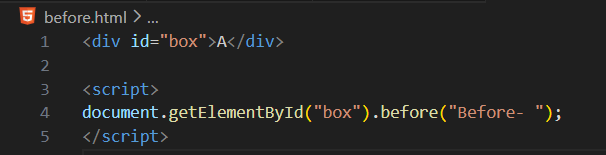 before.html > ...
1 <div id="box">A</div>
2
3 <script>
4 document.getElementById("box").before("Before- ");
5 </script>